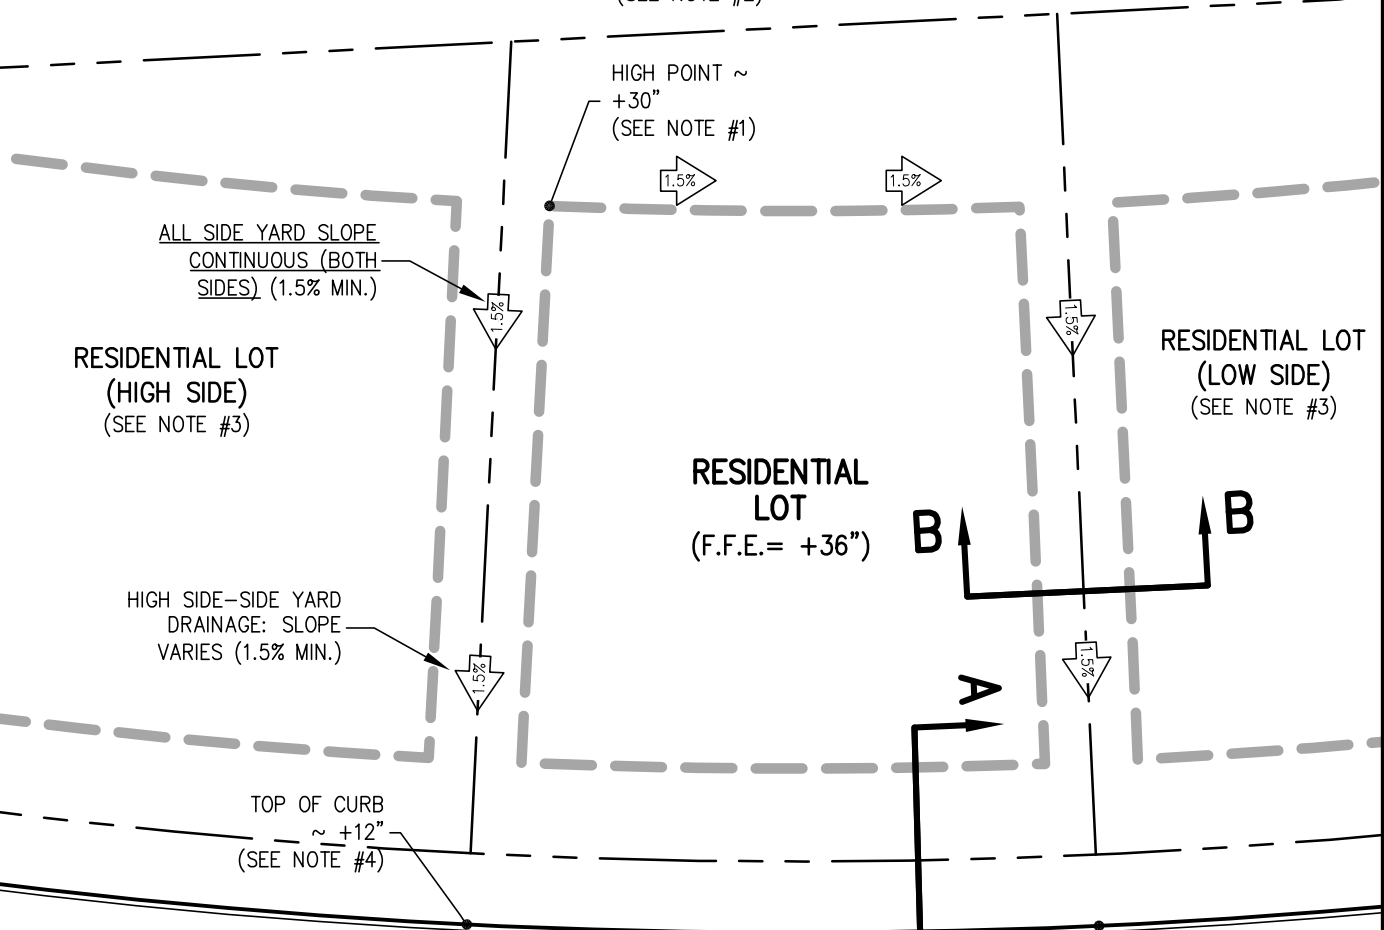 (SEE NOTE #2)
HIGH POINT ~
+30”
(SEE NOTE #1)
1.5%
1.5%
ALL SIDE YARD SLOPE
CONTINUOUS (BOTH
SIDES) (1.5% MIN.)
1.5%
1.5%
RESIDENTIAL LOT
(HIGH SIDE)
(SEE NOTE #3)
RESIDENTIAL LOT
(LOW SIDE)
(SEE NOTE #3)
RESIDENTIAL
LOT
(F.F.E.= +36”)
B
B
HIGH SIDE-SIDE YARD
DRAINAGE: SLOPE
VARIES (1.5% MIN.)
1.5%
1.5%
A
TOP OF CURB
~ +12”
(SEE NOTE #4)